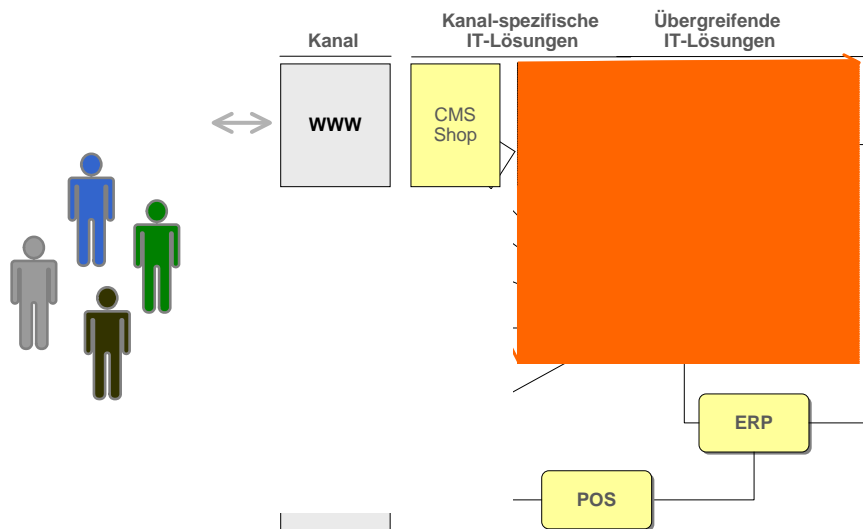 Kanal
Kanal-spezifische
IT-Lösungen
Übergreifende
IT-Lösungen
WWW
CMS
Shop
ERP
POS